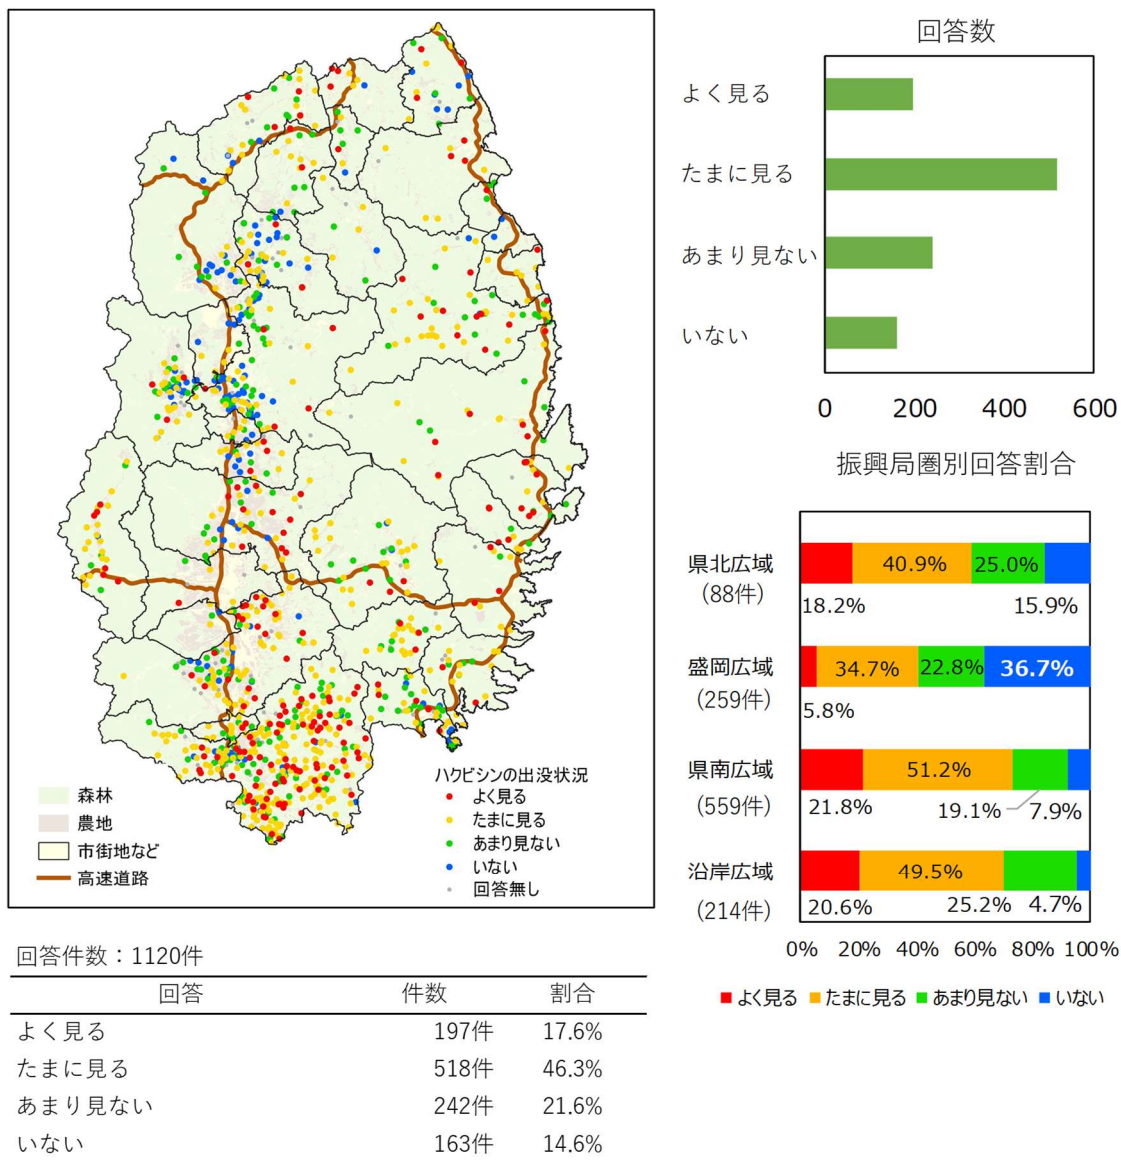 森林
農地
市街地など
高速道路
ハクビシンの出没状況
よく見る
たまに見る
あまり見ない
いない
回答無し
回答数
よく見る
たまに見る
あまり見ない
いない
0 200 400 600
振興局圏別回答割合
県北広域
(88件)
40.9% 25.0%
18.2% 15.9%
盛岡広域
(259件)
34.7% 22.8% 36.7%
5.8%
県南広域
(559件)
51.2%
21.8% 19.1% 7.9%
沿岸広域
(214件)
49.5%
20.6% 25.2% 4.7%
0% 20% 40% 60% 80% 100%
よく見る たまに見る あまり見ない いない
回答件数：1120件
回答 件数 割合
よく見る 197件 17.6%
たまに見る 518件 46.3%
あまり見ない 242件 21.6%
いない 163件 14.6%